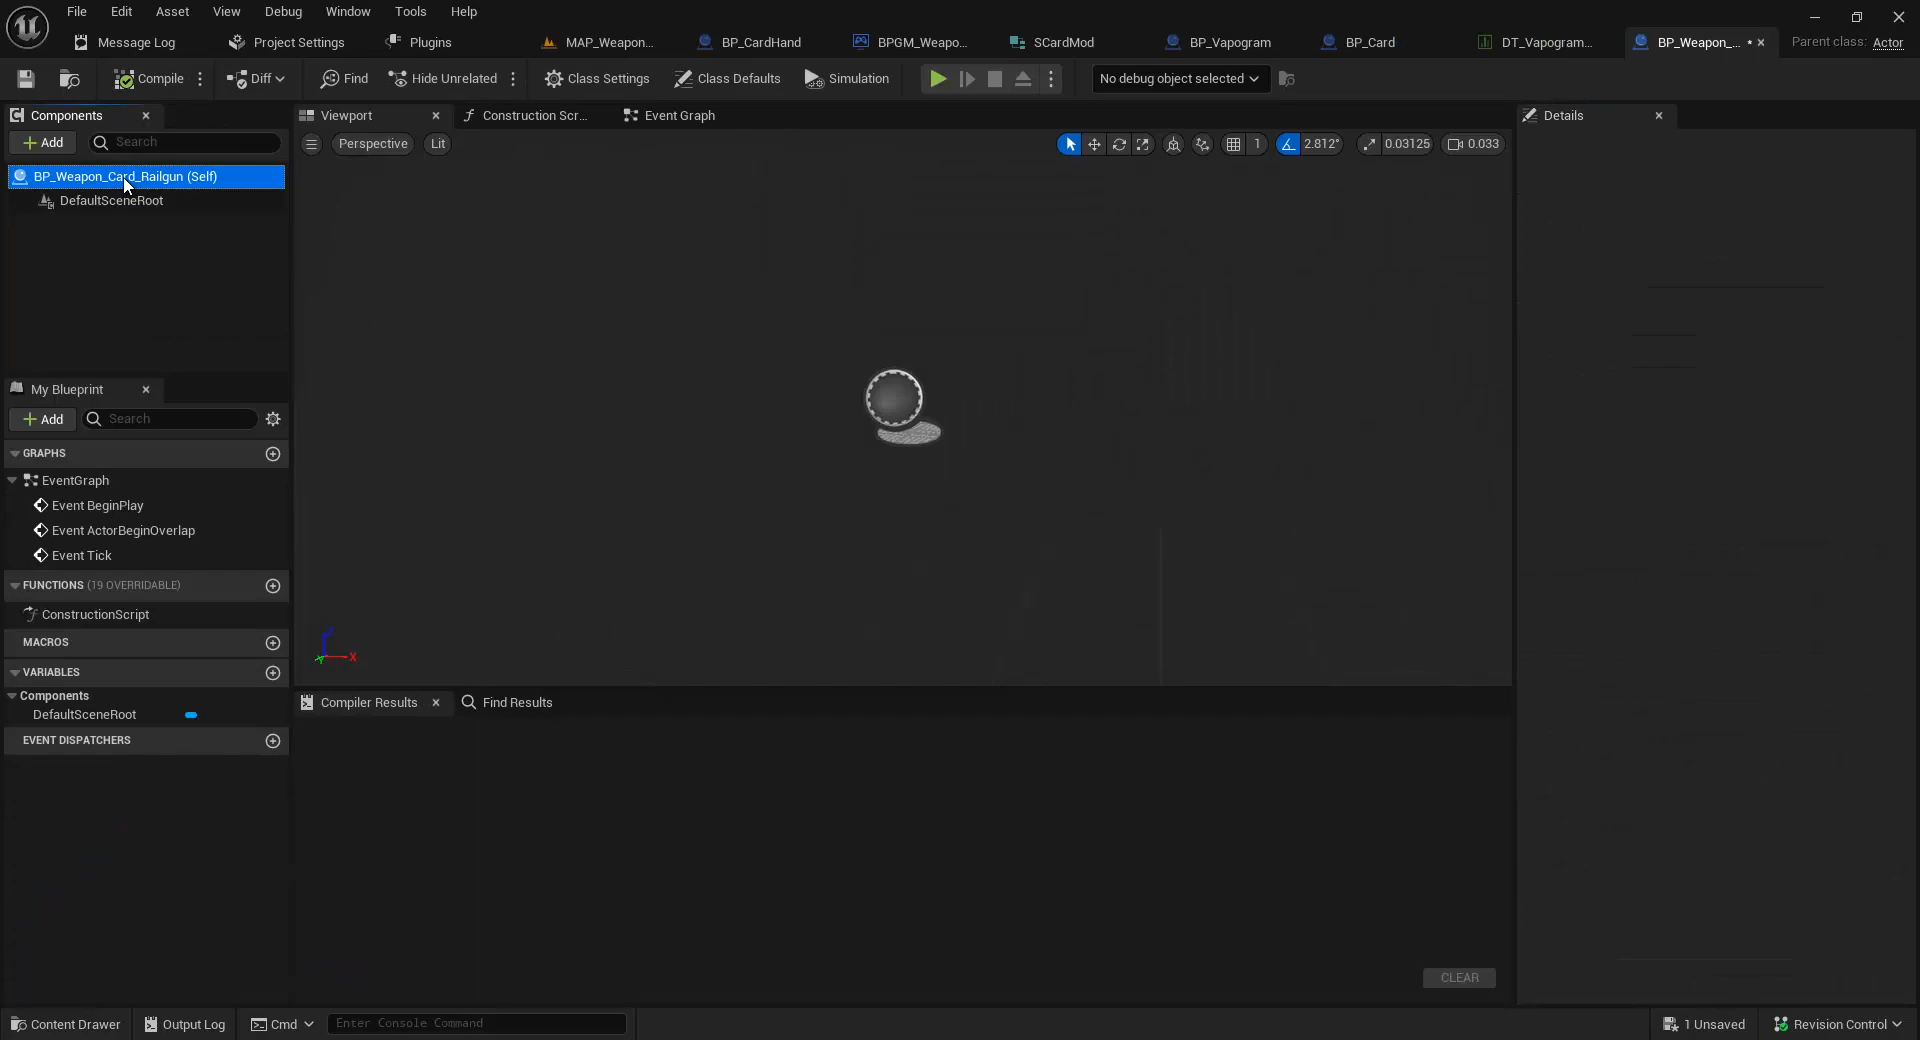 File Edit Asset View Debug Window Tools Help
Message Log Project Settings Plugins MAP_Weapon... BP_CardHand BPGM_Weapo... SCardMod BP_Vapogram BP_Card DT_Vapogram... BP_Weapon_... * Parent class: Actor
Compile Diff Find Hide Unrelated Class Settings Class Defaults Simulation No debug object selected
Components
Add Search
BP_Weapon_Card_Railgun (Self)
DefaultSceneRoot
Viewport Construction Scr... Event Graph
Perspective Lit 1 2.812° 0.03125 0.033
X
Details
My Blueprint
Add Search
GRAPHS
EventGraph
Event BeginPlay
Event ActorBeginOverlap
Event Tick
FUNCTIONS (19 OVERRIDABLE)
ConstructionScript
MACROS
VARIABLES
Components
DefaultSceneRoot
EVENT DISPATCHERS
Compiler Results Find Results
CLEAR
Content Drawer Output Log Cmd Enter Console Command 1 Unsaved Revision Control